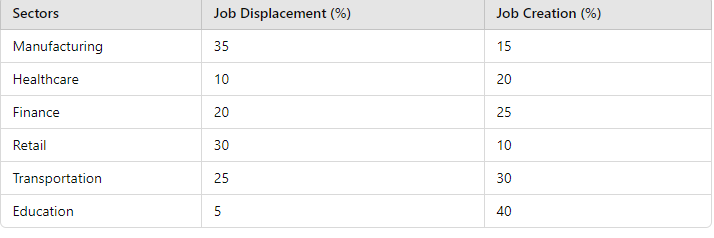 Sectors Job Displacement (%) Job Creation (%)
Manufacturing 35 15
Healthcare 10 20
Finance 20 25
Retail 30 10
Transportation 25 30
Education 5 40